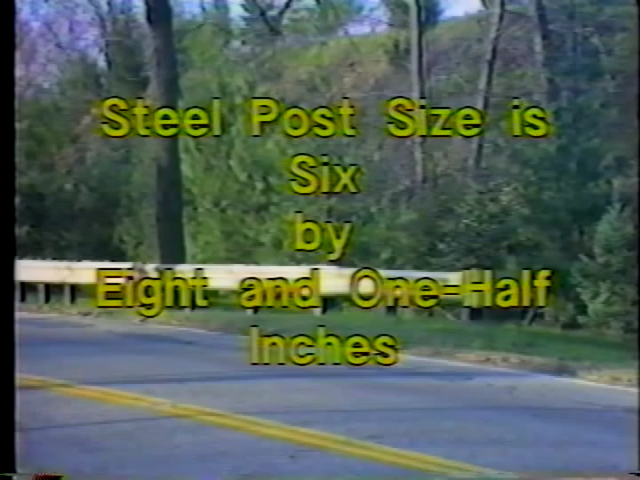 Steel Post Size is
Six
by
Eight and One-Half
Inches